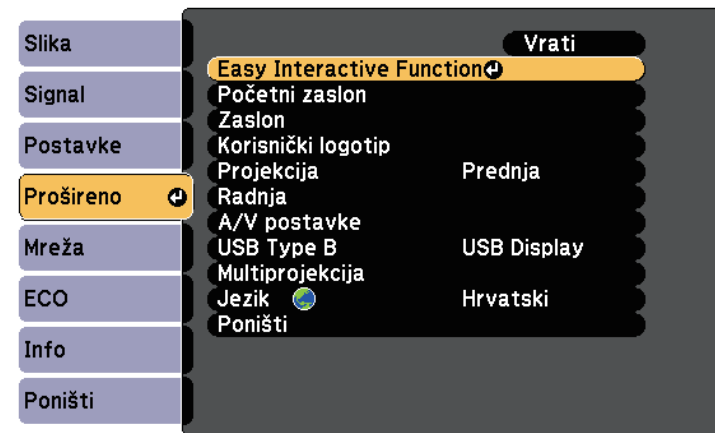 Slika
Signal
Postavke
Prošireno
Mreža
ECO
Info
Poništi
Vrati
Easy Interactive Function
Početni zaslon
Zaslon
Korisnički logotip
Projekcija Prednja
Radnja
A/V postavke
USB Type B USB Display
Multiprojekcija
Jezik Hrvatski
Poništi